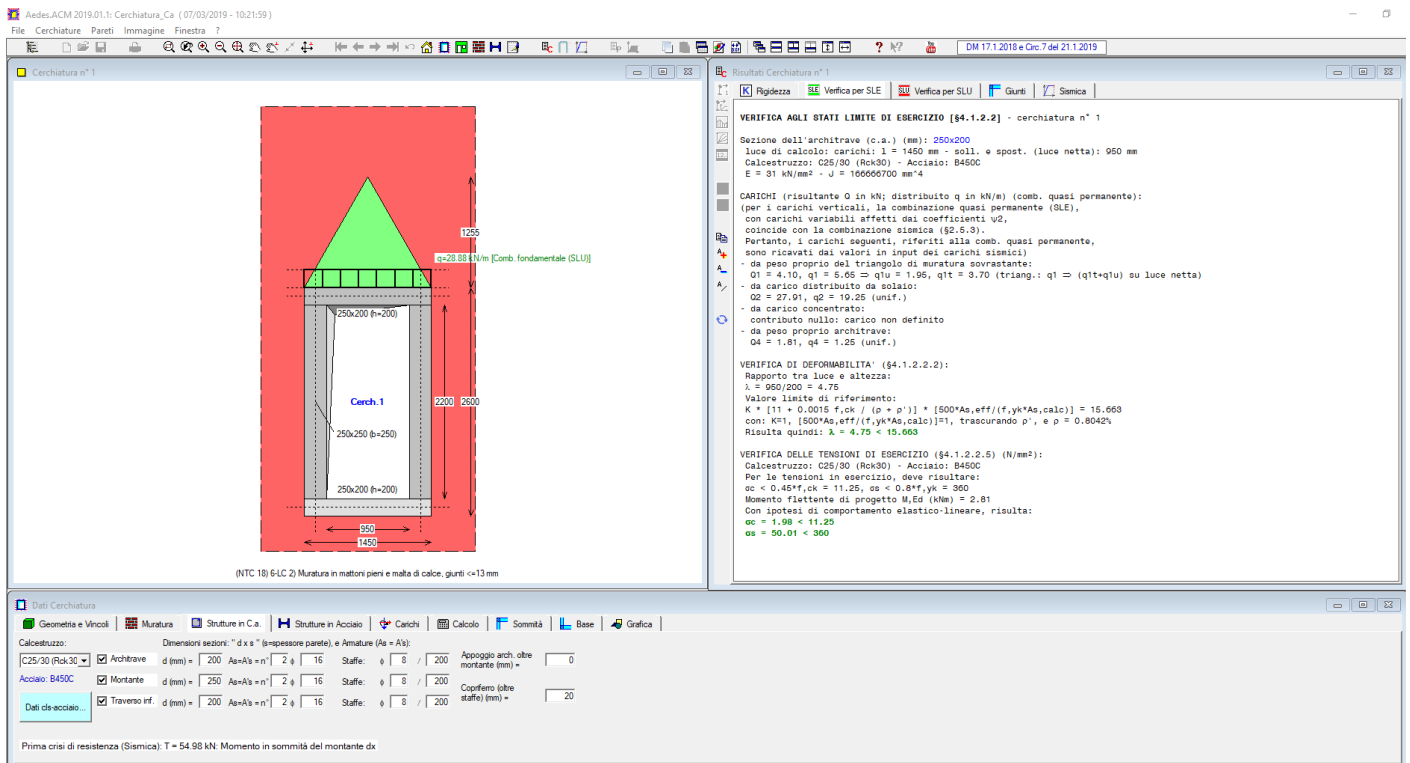 Aedes.ACM 2019.01.1: Cerchiatura_Ca ( 07/03/2019 - 10:21:59 )
File Cerchiature Pareti Immagine Finestra ?
DM 17.1.2018 e Circ.7 del 21.1.2019
Cerchiatura n° 1
1255
q=28.88 kN/m [Comb. fondamentale (SLU)]
250x200 (h=200)
Cerch.1
2200 2600
250x250 (b=250)
250x200 (h=200)
950
1450
(NTC 18) 6-LC 2) Muratura in mattoni pieni e malta di calce, giunti <=13 mm
Risultati Cerchiatura n° 1
K Rigidezza SLE Verifica per SLE SLU Verifica per SLU Giunti Sismica
VERIFICA AGLI STATI LIMITE DI ESERCIZIO [§4.1.2.2] - cerchiatura n° 1
Sezione dell'architrave (c.a.) (mm): 250x200
luce di calcolo: carichi: l = 1450 mm - soll. e spost. (luce netta): 950 mm
Calcestruzzo: C25/30 (Rck30) - Acciaio: B450C
E = 31 kN/mm² - J = 166666700 mm^4
CARICHI (risultante Q in kN; distribuito q in kN/m) (comb. quasi permanente):
(per i carichi verticali, la combinazione quasi permanente (SLE),
con carichi variabili affetti dai coefficienti ψ2,
coincide con la combinazione sismica (§2.5.3).
Pertanto, i carichi seguenti, riferiti alla comb. quasi permanente,
sono ricavati dai valori in input dei carichi sismici)
- da peso proprio del triangolo di muratura sovrastante:
Q1 = 4.10, q1 = 5.65 ⇒ q1u = 1.95, q1t = 3.70 (triang.: q1 ⇒ (q1t+q1u) su luce netta)
- da carico distribuito da solaio:
Q2 = 27.91, q2 = 19.25 (unif.)
- da carico concentrato:
contributo nullo: carico non definito
- da peso proprio architrave:
Q4 = 1.81, q4 = 1.25 (unif.)
VERIFICA DI DEFORMABILITA' (§4.1.2.2.2):
Rapporto tra luce e altezza:
λ = 950/200 = 4.75
Valore limite di riferimento:
K * [11 + 0.0015 f,ck / (ρ + ρ')] * [500*As,eff/(f,yk*As,calc)] = 15.663
con: K=1, [500*As,eff/(f,yk*As,calc)]=1, trascurando ρ', e ρ = 0.8042%
Risulta quindi: λ = 4.75 < 15.663
VERIFICA DELLE TENSIONI DI ESERCIZIO (§4.1.2.2.5) (N/mm²):
Calcestruzzo: C25/30 (Rck30) - Acciaio: B450C
Per le tensioni in esercizio, deve risultare:
σc < 0.45*f,ck = 11.25, σs < 0.8*f,yk = 360
Momento flettente di progetto M,Ed (kNm) = 2.81
Con ipotesi di comportamento elastico-lineare, risulta:
σc = 1.98 < 11.25
σs = 50.01 < 360
Dati Cerchiatura
Geometria e Vincoli Muratura Strutture in C.a. Strutture in Acciaio Carichi Calcolo Sommità Base Grafica
Calcestruzzo: Dimensioni sezioni: " d x s " (s=spessore parete), e Armature (As = A's):
C25/30 (Rck30 Architrave d (mm) = 200 As=A's = n° 2 ϕ 16 Staffe: ϕ 8 / 200 Appoggio arch. oltre montante (mm) = 0
Acciaio: B450C Montante d (mm) = 250 As=A's = n° 2 ϕ 16 Staffe: ϕ 8 / 200
Dati cls-acciaio... Traverso inf. d (mm) = 200 As=A's = n° 2 ϕ 16 Staffe: ϕ 8 / 200 Copriferro (oltre staffe) (mm) = 20
Prima crisi di resistenza (Sismica): T = 54.98 kN: Momento in sommità del montante dx